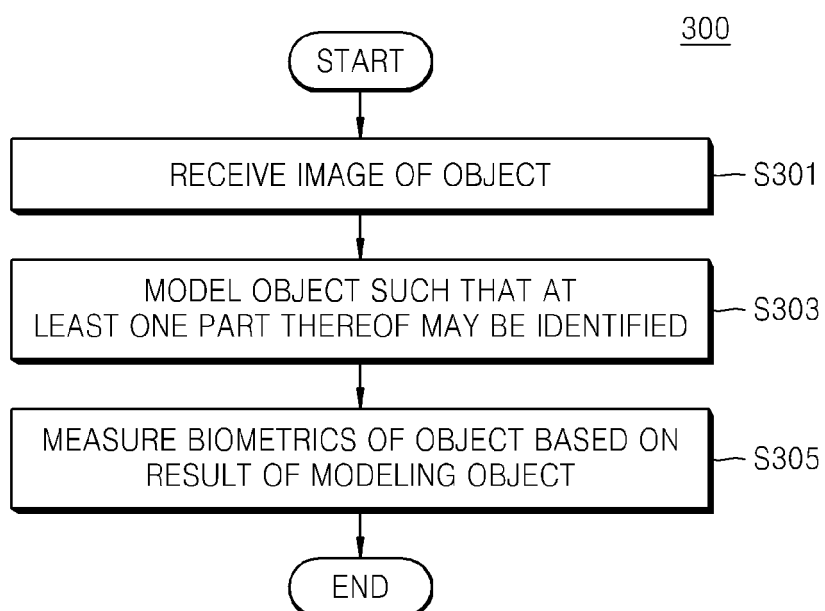 300
START
RECEIVE IMAGE OF OBJECT
S301
MODEL OBJECT SUCH THAT AT
LEAST ONE PART THEREOF MAY BE IDENTIFIED
S303
MEASURE BIOMETRICS OF OBJECT BASED ON
RESULT OF MODELING OBJECT
S305
END